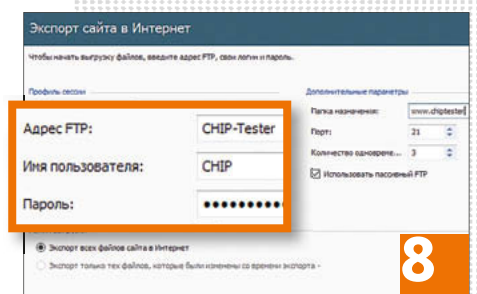 Экспорт сайта в Интернет
Чтобы начать выгрузку файлов, введите адрес FTP, свои логин и пароль.
Профиль сессии
Адрес FTP: CHIP-Tester
Имя пользователя: CHIP
Пароль: ••••••••••
Дополнительные параметры
Папка назначения: www.chiptester
Порт: 21
Количество одновреме... 3
Использовать пассивный FTP
Экспорт всех файлов сайта в Интернет
Экспорт только тех файлов, которые были изменены со времени экспорта -
8